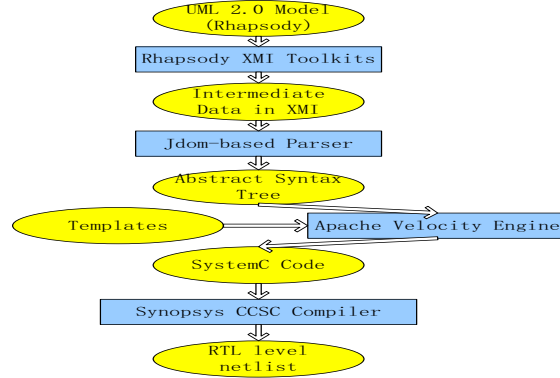 UML 2.0 Model
(Rhapsody)
Rhapsody XMI Toolkits
Intermediate
Data in XMI
Jdom-based Parser
Abstract Syntax
Tree
Templates
Apache Velocity Engine
SystemC Code
Synopsys CCSC Compiler
RTL level
netlist